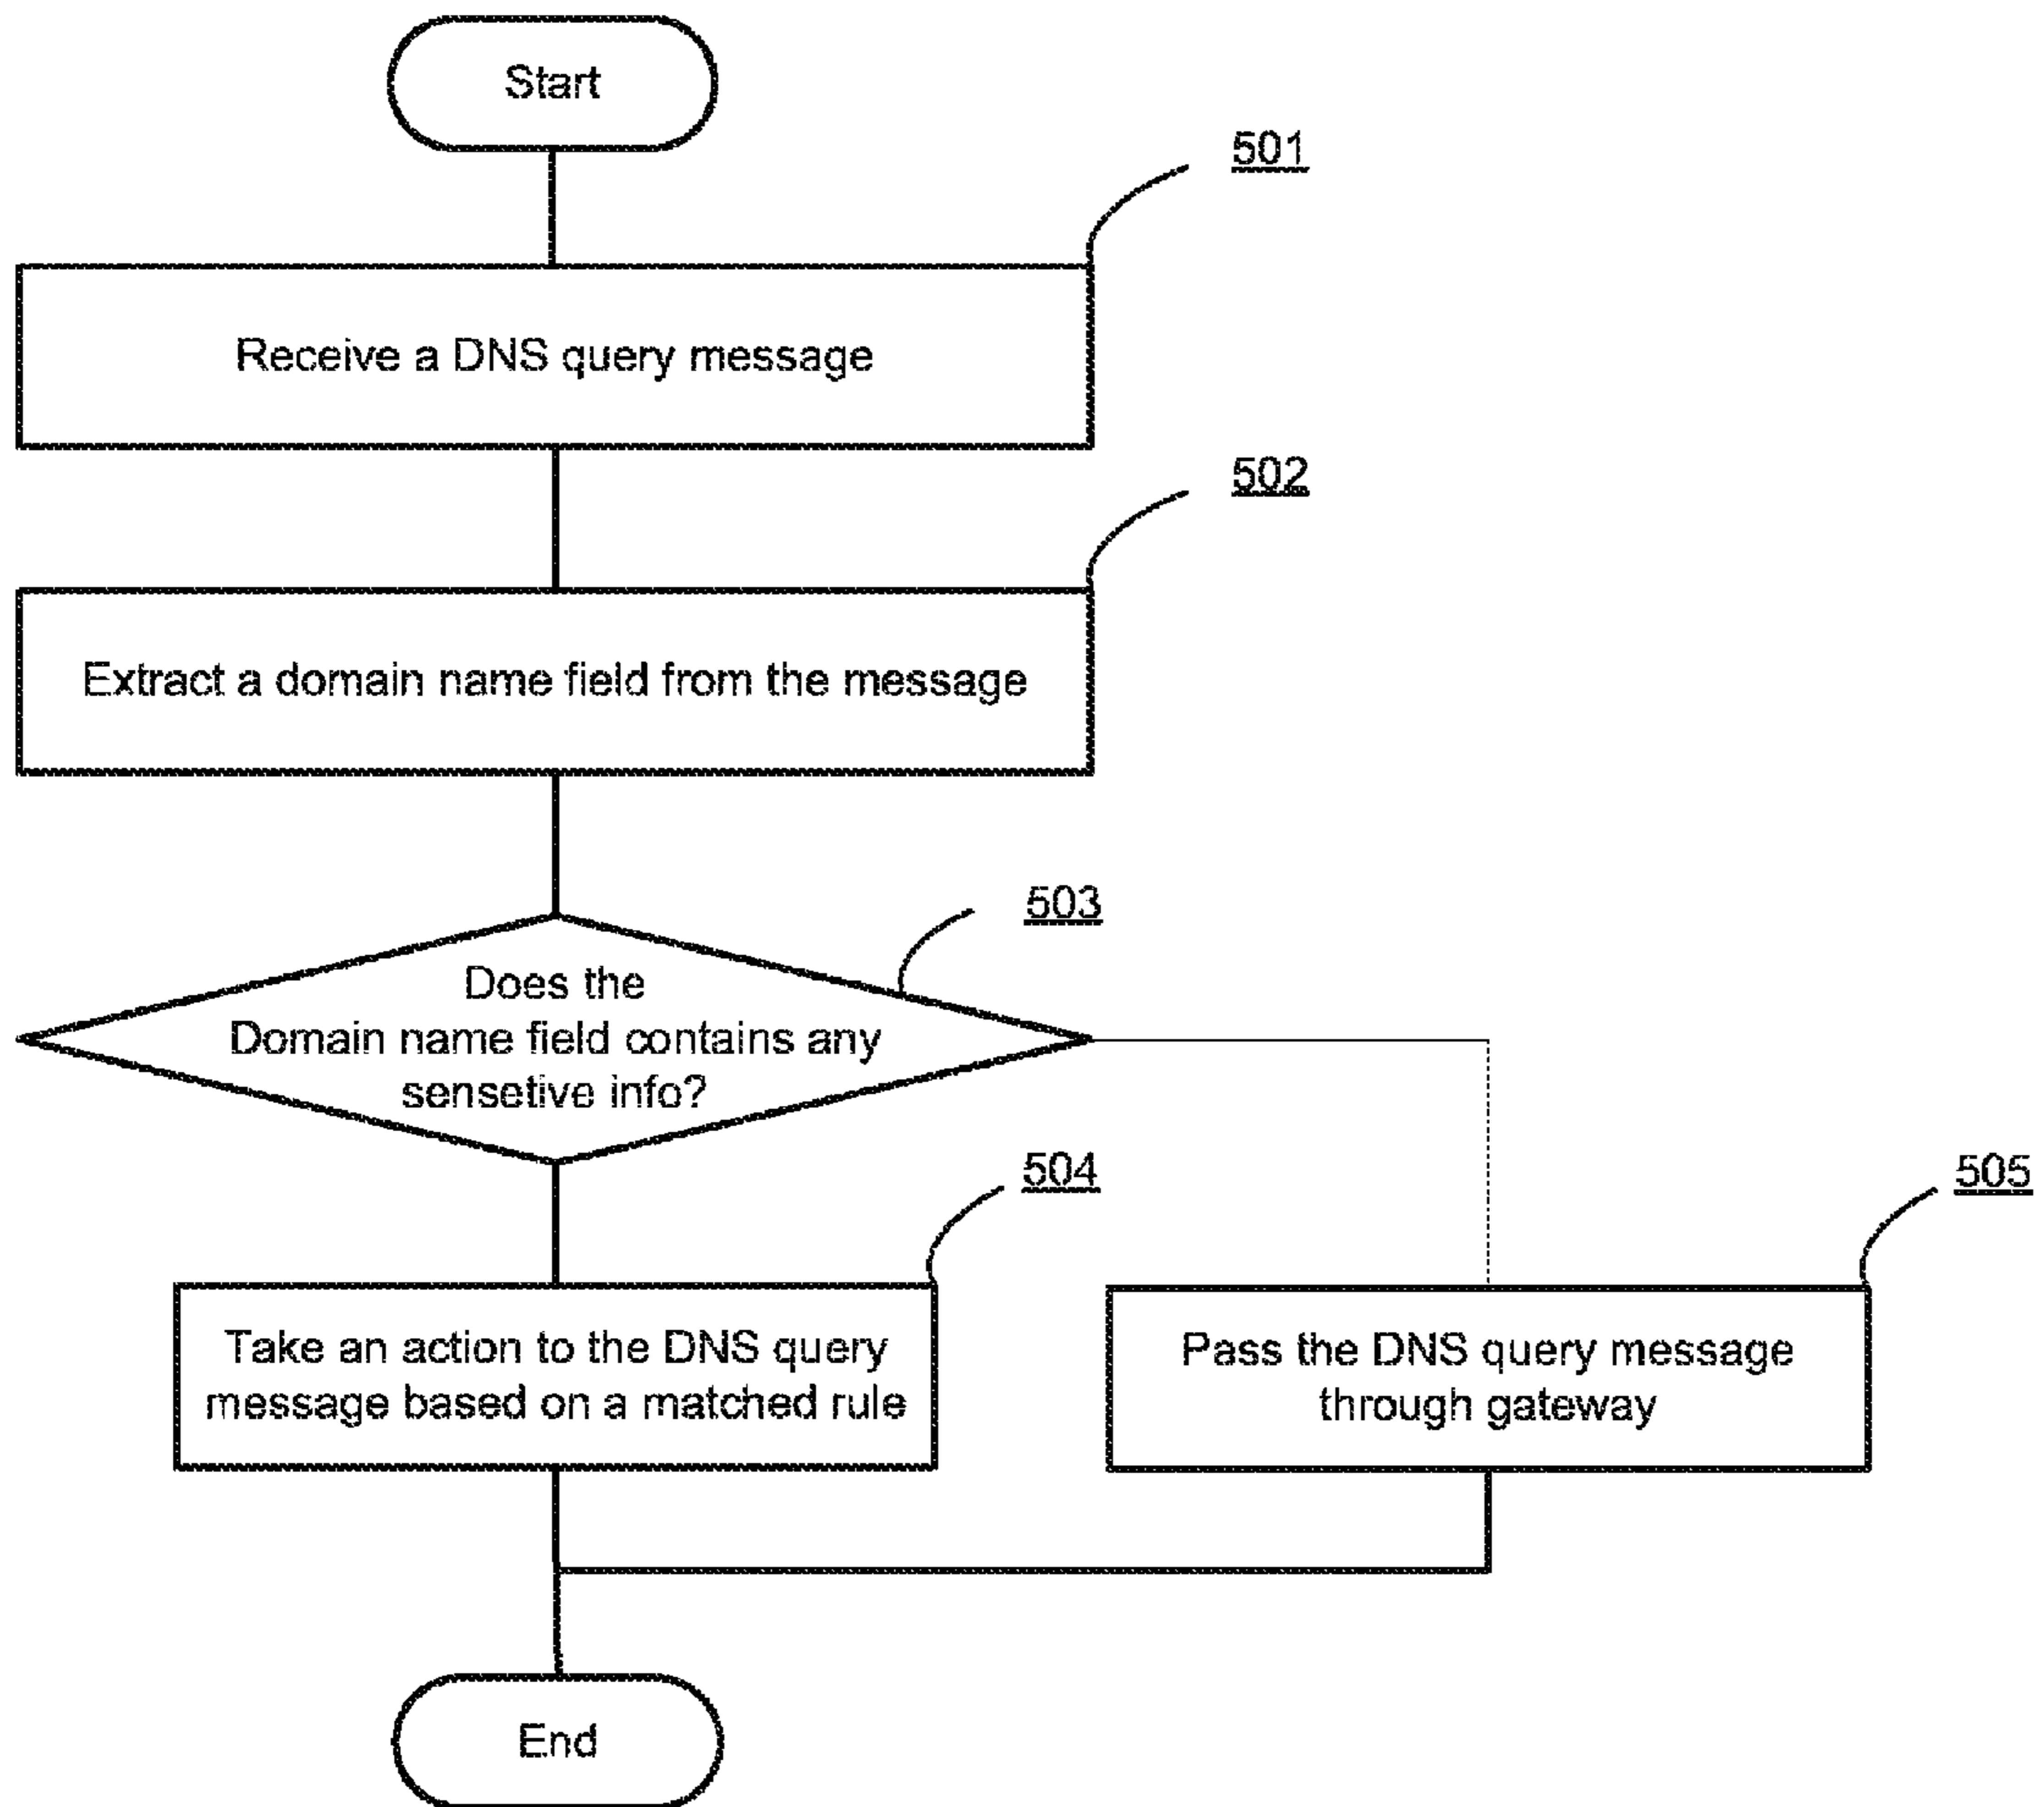 Start
501
Receive a DNS query message
502
Extract a domain name field from the message
503
Does the
Domain name field contains any
sensetive info?
504
505
Take an action to the DNS query
message based on a matched rule
Pass the DNS query message
through gateway
End